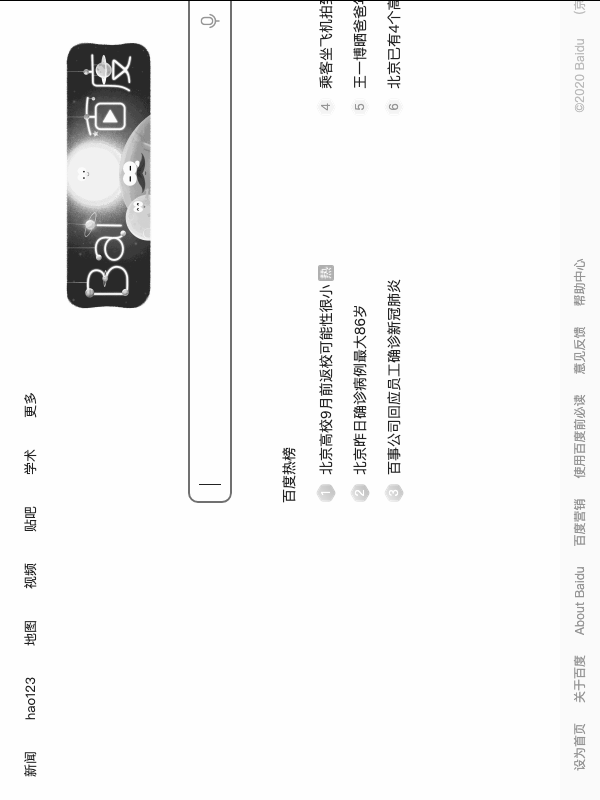 新闻 hao123 地图 视频 贴吧 学术 更多
Bai 百度
百度热榜
1 北京高校9月前返校可能性很小 热
4 乘客坐飞机拍到
2 北京昨日确诊病例最大86岁
5 王一博晒爸爸年
3 百事公司回应员工确诊新冠肺炎
6 北京已有4个高
设为首页 关于百度 About Baidu 百度营销 使用百度前必读 意见反馈 帮助中心 ©2020 Baidu (京